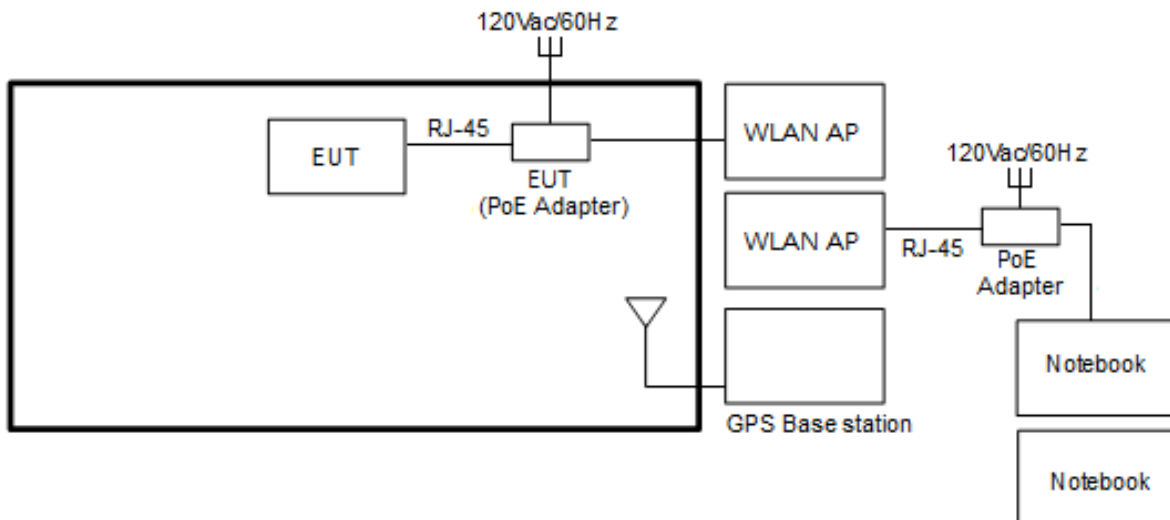 120Vac/60Hz
EUT
RJ-45
EUT
(PoE Adapter)
WLAN AP
120Vac/60Hz
WLAN AP
RJ-45
PoE
Adapter
GPS Base station
Notebook
Notebook